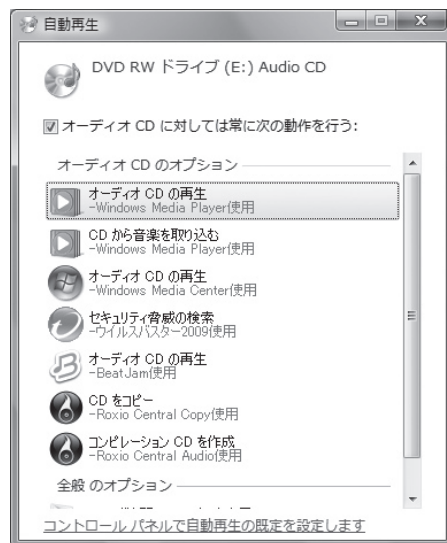 自動再生
DVD RW ドライブ (E:) Audio CD
オーディオ CD に対しては常に次の動作を行う:
オーディオ CD のオプション
オーディオ CD の再生
-Windows Media Player使用
CD から音楽を取り込む
-Windows Media Player使用
オーディオ CD の再生
-Windows Media Center使用
セキュリティ脅威の検索
-ウイルスバスター2009使用
オーディオ CD の再生
-BeatJam使用
CD をコピー
-Roxio Central Copy使用
コンピレーション CD を作成
-Roxio Central Audio使用
全般 のオプション
コントロール パネルで自動再生の既定を設定します